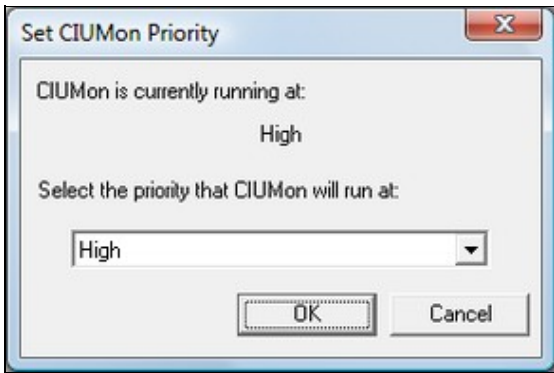 Set CIUMon Priority
CIUMon is currently running at:
High
Select the priority that CIUMon will run at:
High
OK Cancel